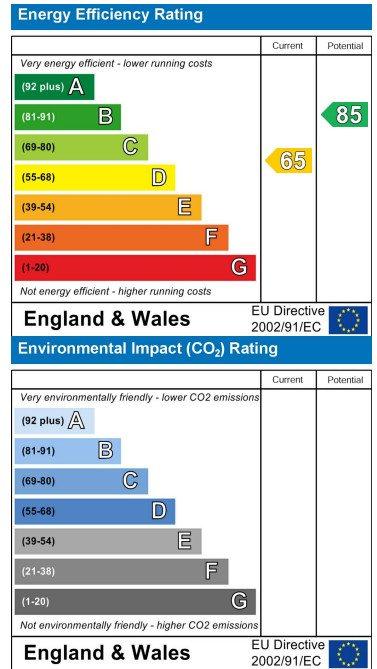 Energy Efficiency Rating
Current Potential
Very energy efficient - lower running costs
(92 plus) A
(81-91) B
85
(69-80) C
65
(55-68) D
(39-54) E
(21-38) F
(1-20) G
Not energy efficient - higher running costs
England & Wales
EU Directive
2002/91/EC
Environmental Impact (CO₂) Rating
Current Potential
Very environmentally friendly - lower CO2 emissions
(92 plus) A
(81-91) B
(69-80) C
(55-68) D
(39-54) E
(21-38) F
(1-20) G
Not environmentally friendly - higher CO2 emissions
England & Wales
EU Directive
2002/91/EC